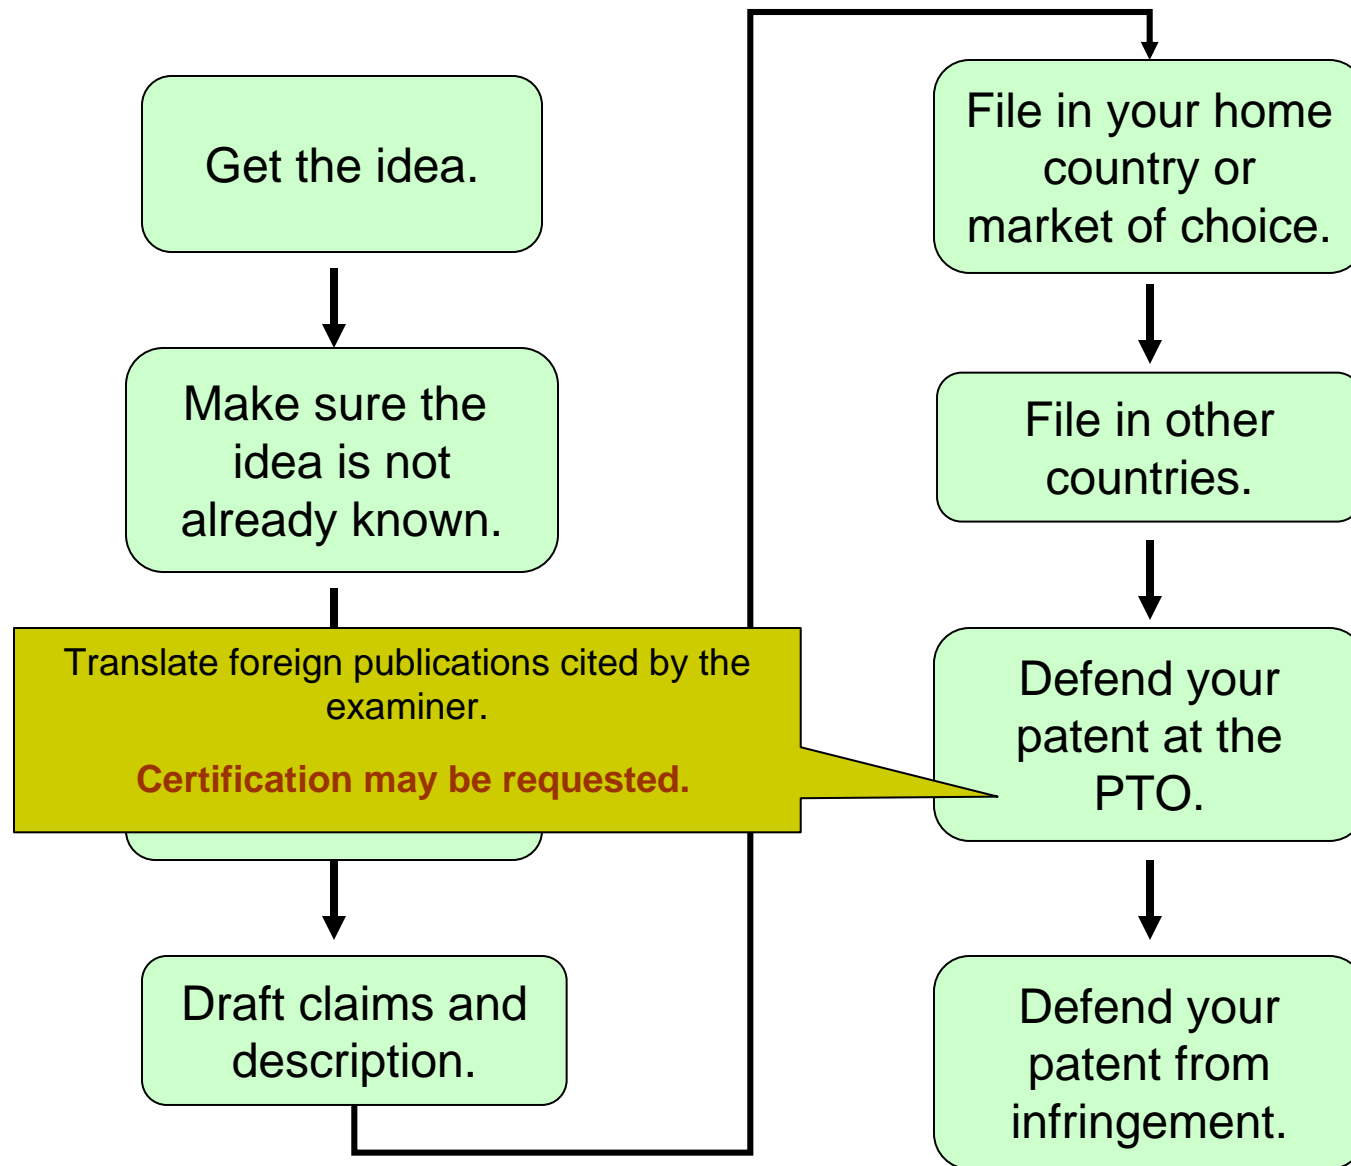 Get the idea.
Make sure the
idea is not
already known.
Translate foreign publications cited by the
examiner.
Certification may be requested.
Draft claims and
description.
File in your home
country or
market of choice.
File in other
countries.
Defend your
patent at the
PTO.
Defend your
patent from
infringement.